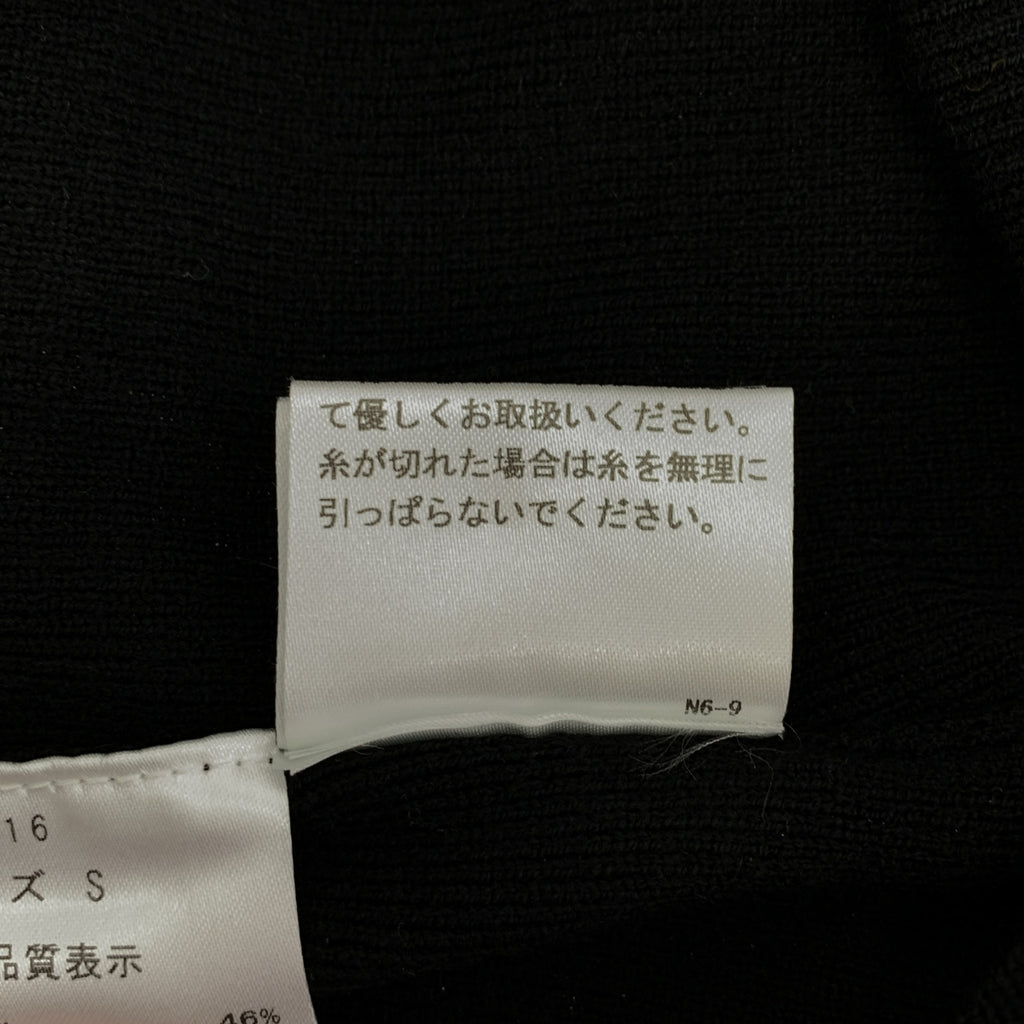 て優しくお取扱いください。
糸が切れた場合は糸を無理に
引っぱらないでください。
N6-9
16
ズ S
品質表示
46%